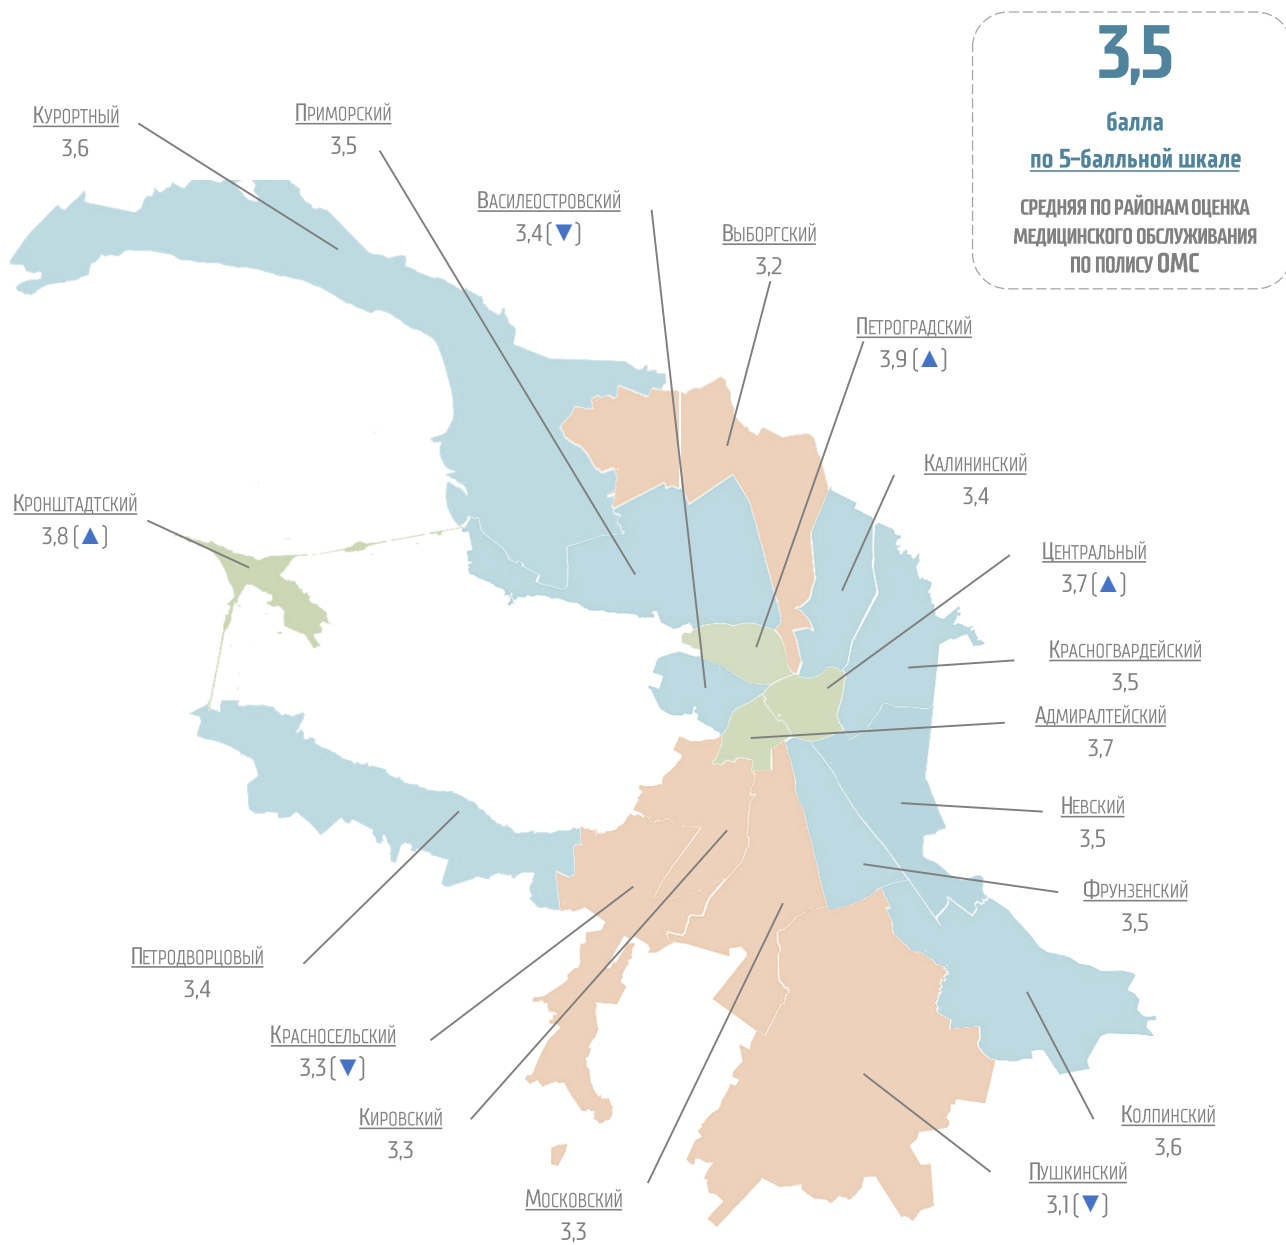 3,5
балла
по 5-балльной шкале
СРЕДНЯЯ ПО РАЙОНАМ ОЦЕНКА
МЕДИЦИНСКОГО ОБСЛУЖИВАНИЯ
ПО ПОЛИСУ ОМС
КУРОРТНЫЙ
3,6
ПРИМОРСКИЙ
3,5
ВАСИЛЕОСТРОВСКИЙ
3,4 (▼)
ВЫБОРГСКИЙ
3,2
ПЕТРОГРАДСКИЙ
3,9 (▲)
КАЛИНИНСКИЙ
3,4
КРОНШТАДТСКИЙ
3,8 (▲)
ЦЕНТРАЛЬНЫЙ
3,7 (▲)
КРАСНОГВАРДЕЙСКИЙ
3,5
АДМИРАЛТЕЙСКИЙ
3,7
НЕВСКИЙ
3,5
ФРУНЗЕНСКИЙ
3,5
ПЕТРОДВОРЦОВЫЙ
3,4
КРАСНОСЕЛЬСКИЙ
3,3 (▼)
КИРОВСКИЙ
3,3
КОЛПИНСКИЙ
3,6
ПУШКИНСКИЙ
3,1 (▼)
МОСКОВСКИЙ
3,3